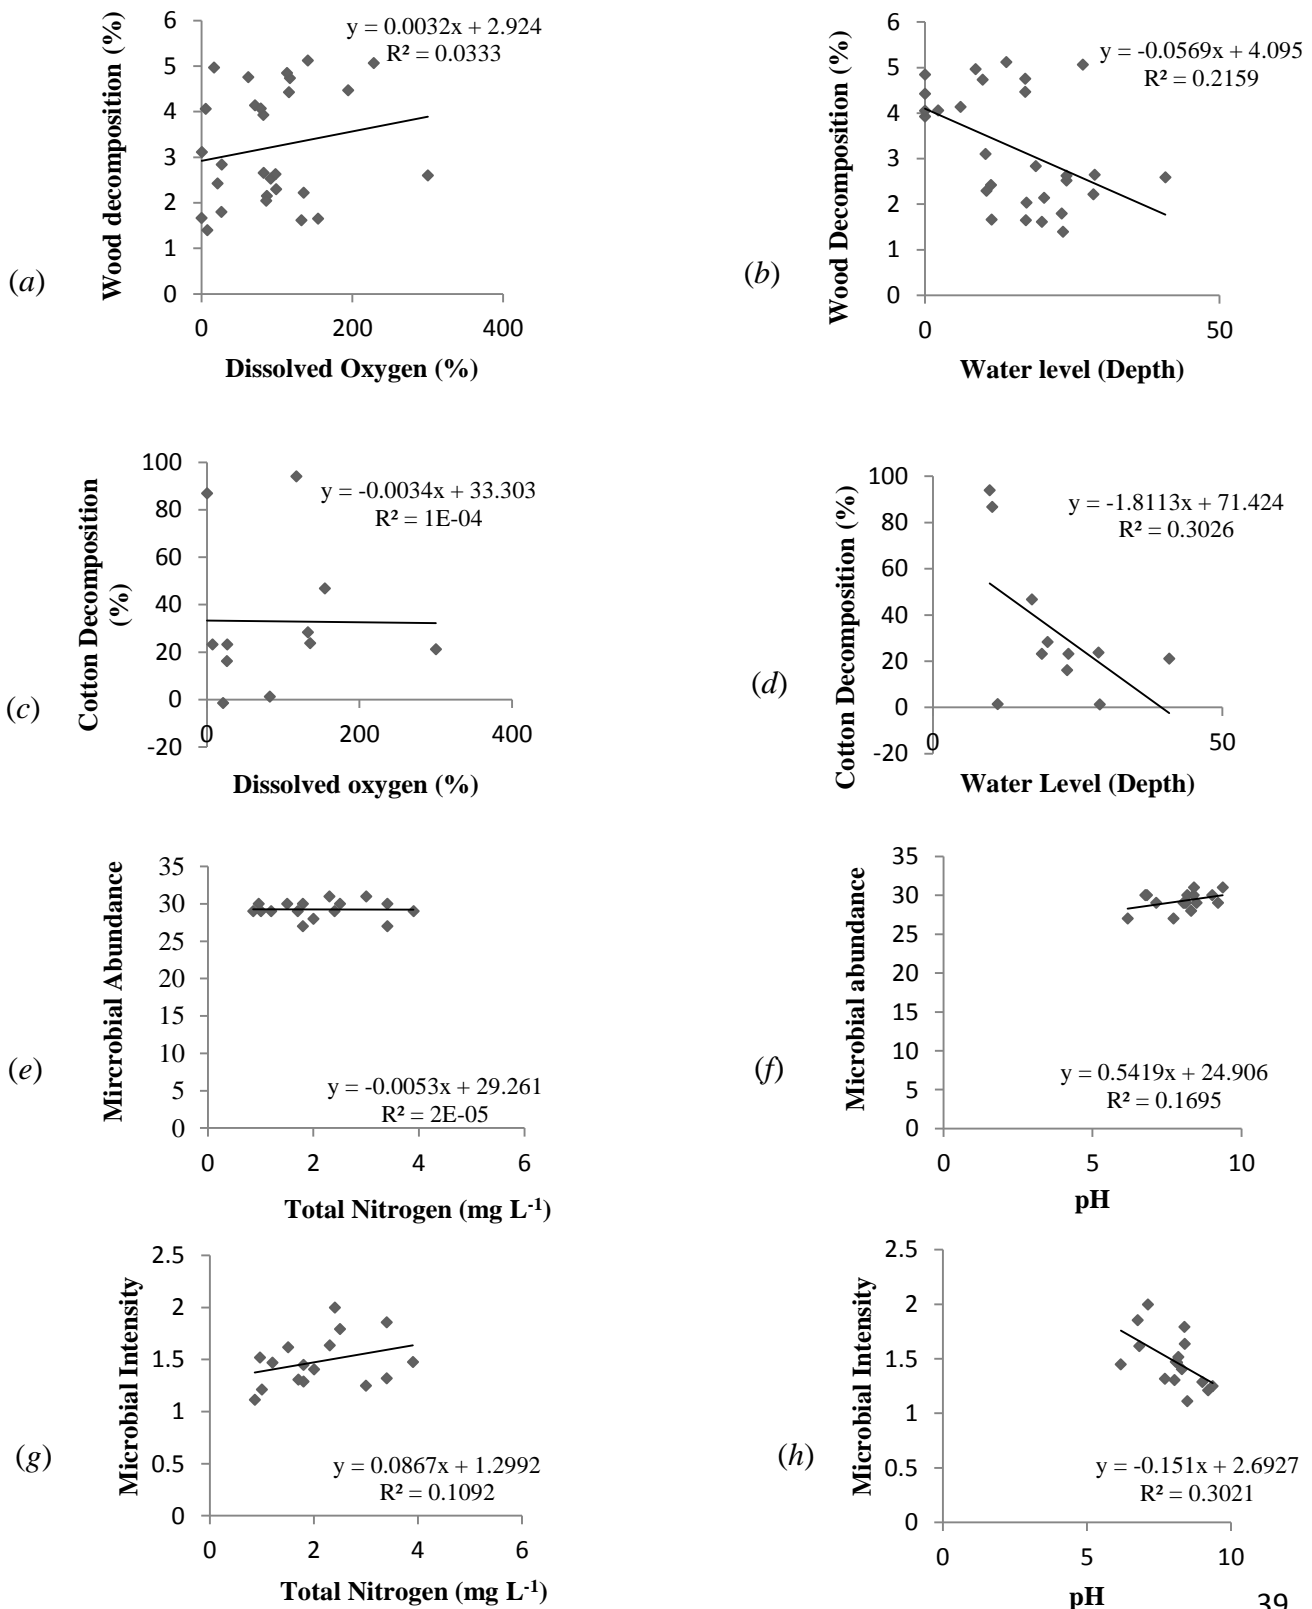 y = 0.0032x + 2.924
R² = 0.0333
6
5
4
3
2
1
0
0 200 400
Wood decomposition (%)
Dissolved Oxygen (%)
(a)
y = -0.0569x + 4.095
R² = 0.2159
6
5
4
3
2
1
0
0 50
Wood Decomposition (%)
Water level (Depth)
(b)
y = -0.0034x + 33.303
R² = 1E-04
100
80
60
40
20
0
-20
0 200 400
Cotton Decomposition
(%)
Dissolved oxygen (%)
(c)
y = -1.8113x + 71.424
R² = 0.3026
100
80
60
40
20
0
-20
0 50
Cotton Decomposition (%)
Water Level (Depth)
(d)
35
30
25
20
15
10
5
0
y = -0.0053x + 29.261
R² = 2E-05
0 2 4 6
Mircrobial Abundance
Total Nitrogen (mg L-1)
(e)
35
30
25
20
15
10
5
0
y = 0.5419x + 24.906
R² = 0.1695
0 5 10
Microbial abundance
pH
(f)
2.5
2
1.5
1
0.5
0
y = 0.0867x + 1.2992
R² = 0.1092
0 2 4 6
Microbial Intensity
Total Nitrogen (mg L-1)
(g)
2.5
2
1.5
1
0.5
0
y = -0.151x + 2.6927
R² = 0.3021
0 5 10
Microbial Intensity
pH
(h)
39